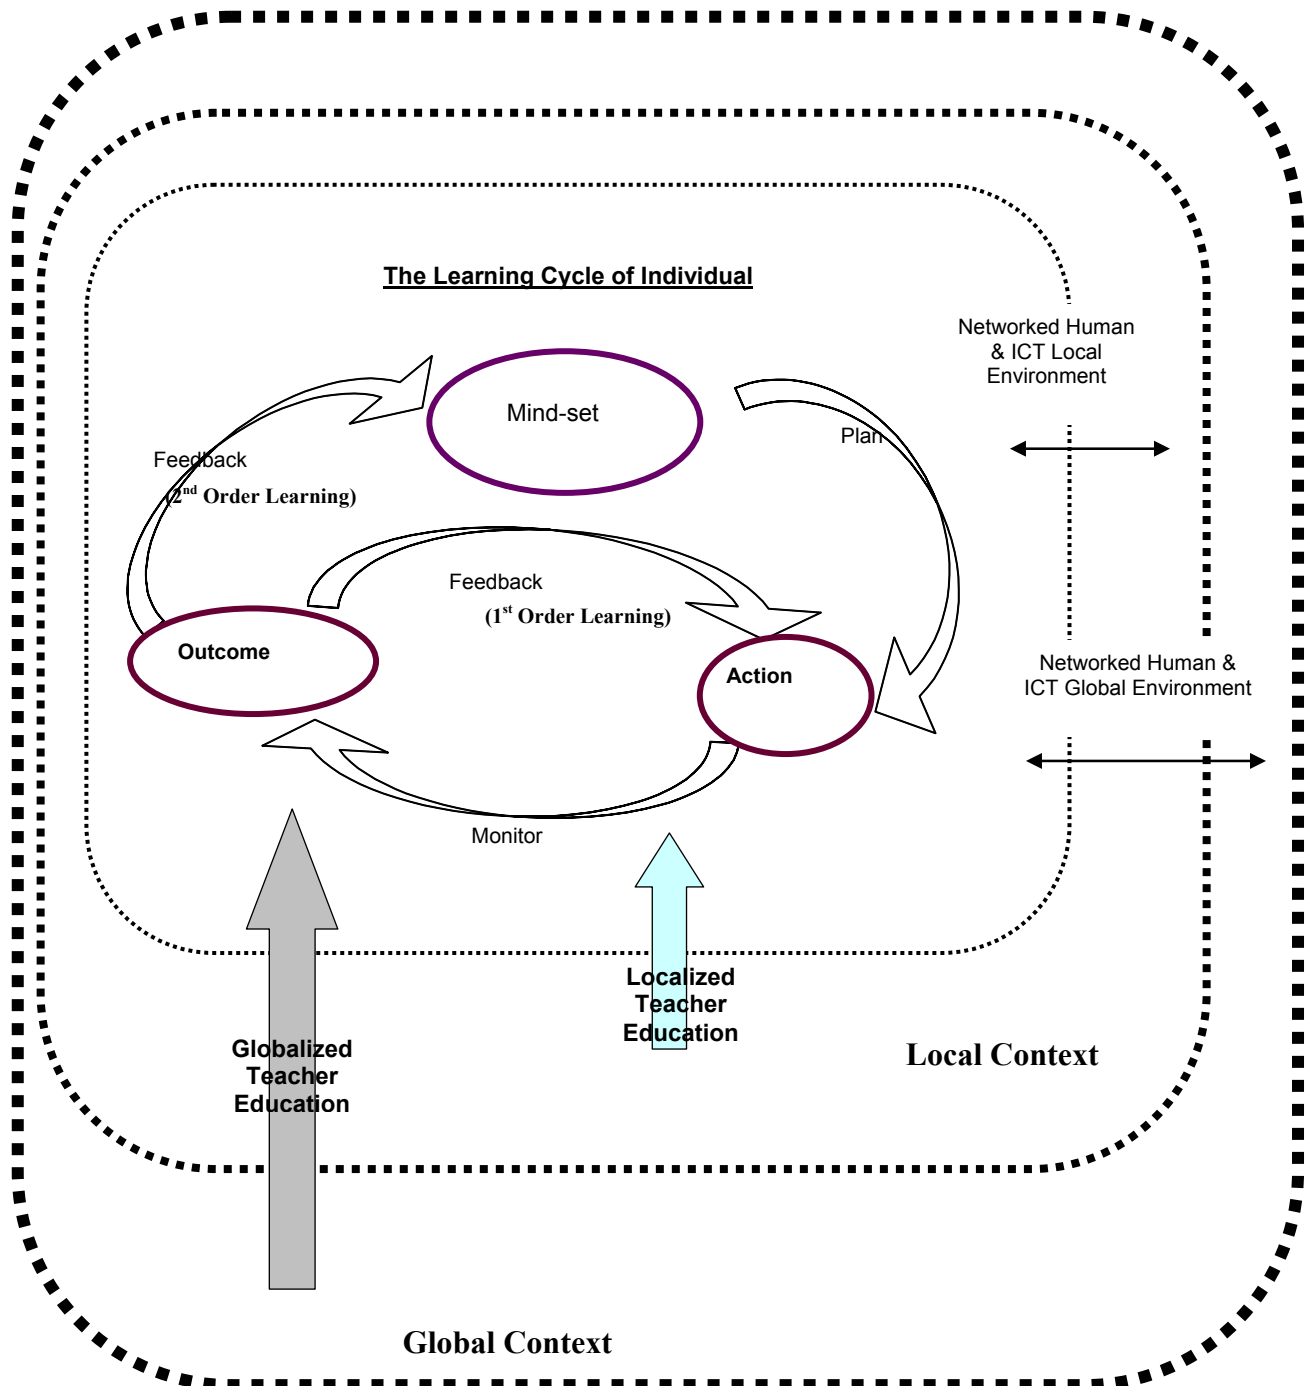 The Learning Cycle of Individual
Networked Human
& ICT Local
Environment
Mind-set
Plan
Feedback
(2nd Order Learning)
Feedback
(1st Order Learning)
Outcome
Action
Networked Human &
ICT Global Environment
Monitor
Localized
Teacher
Education
Globalized
Teacher
Education
Local Context
Global Context